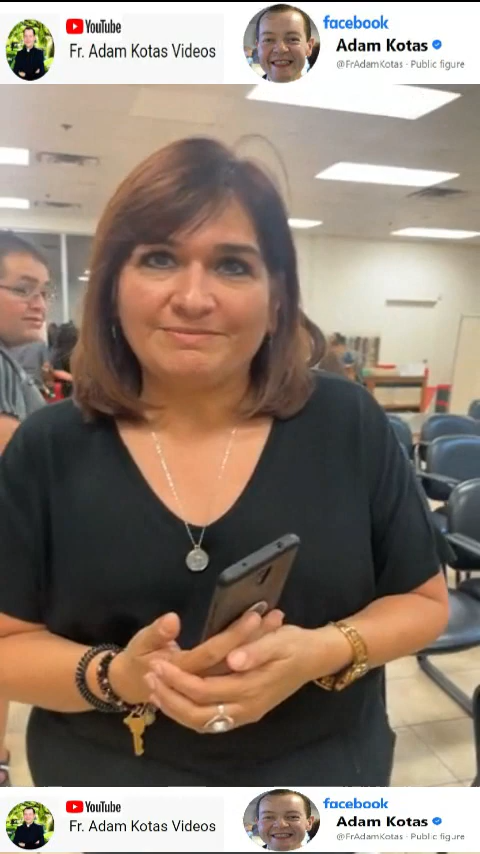 YouTube
Fr. Adam Kotas Videos
facebook
Adam Kotas
@FrAdamKotas · Public figure
YouTube
Fr. Adam Kotas Videos
facebook
Adam Kotas
@FrAdamKotas · Public figure